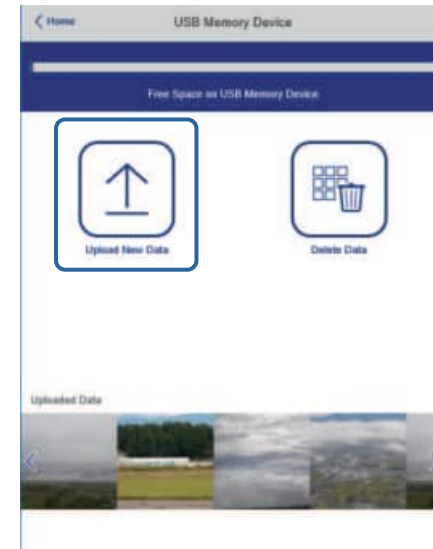 Home
USB Memory Device
Free Space on USB Memory Device
Upload New Data
Delete Data
Uploaded Data